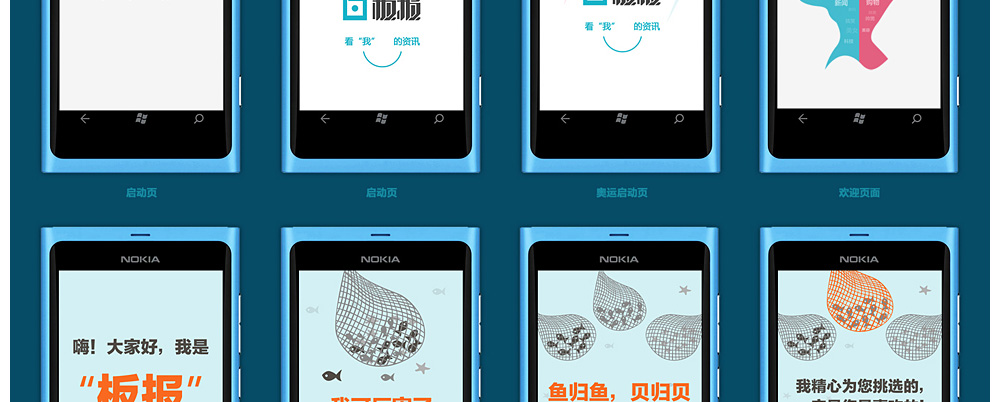 板报
板报
新闻
购物
看“我” 的资讯
看“我” 的资讯
启动页
启动页
奥运启动页
欢迎页面
NOKIA
NOKIA
NOKIA
NOKIA
嗨！大家好，我是
“板报”
鱼归鱼，贝归贝
我精心为您挑选的，